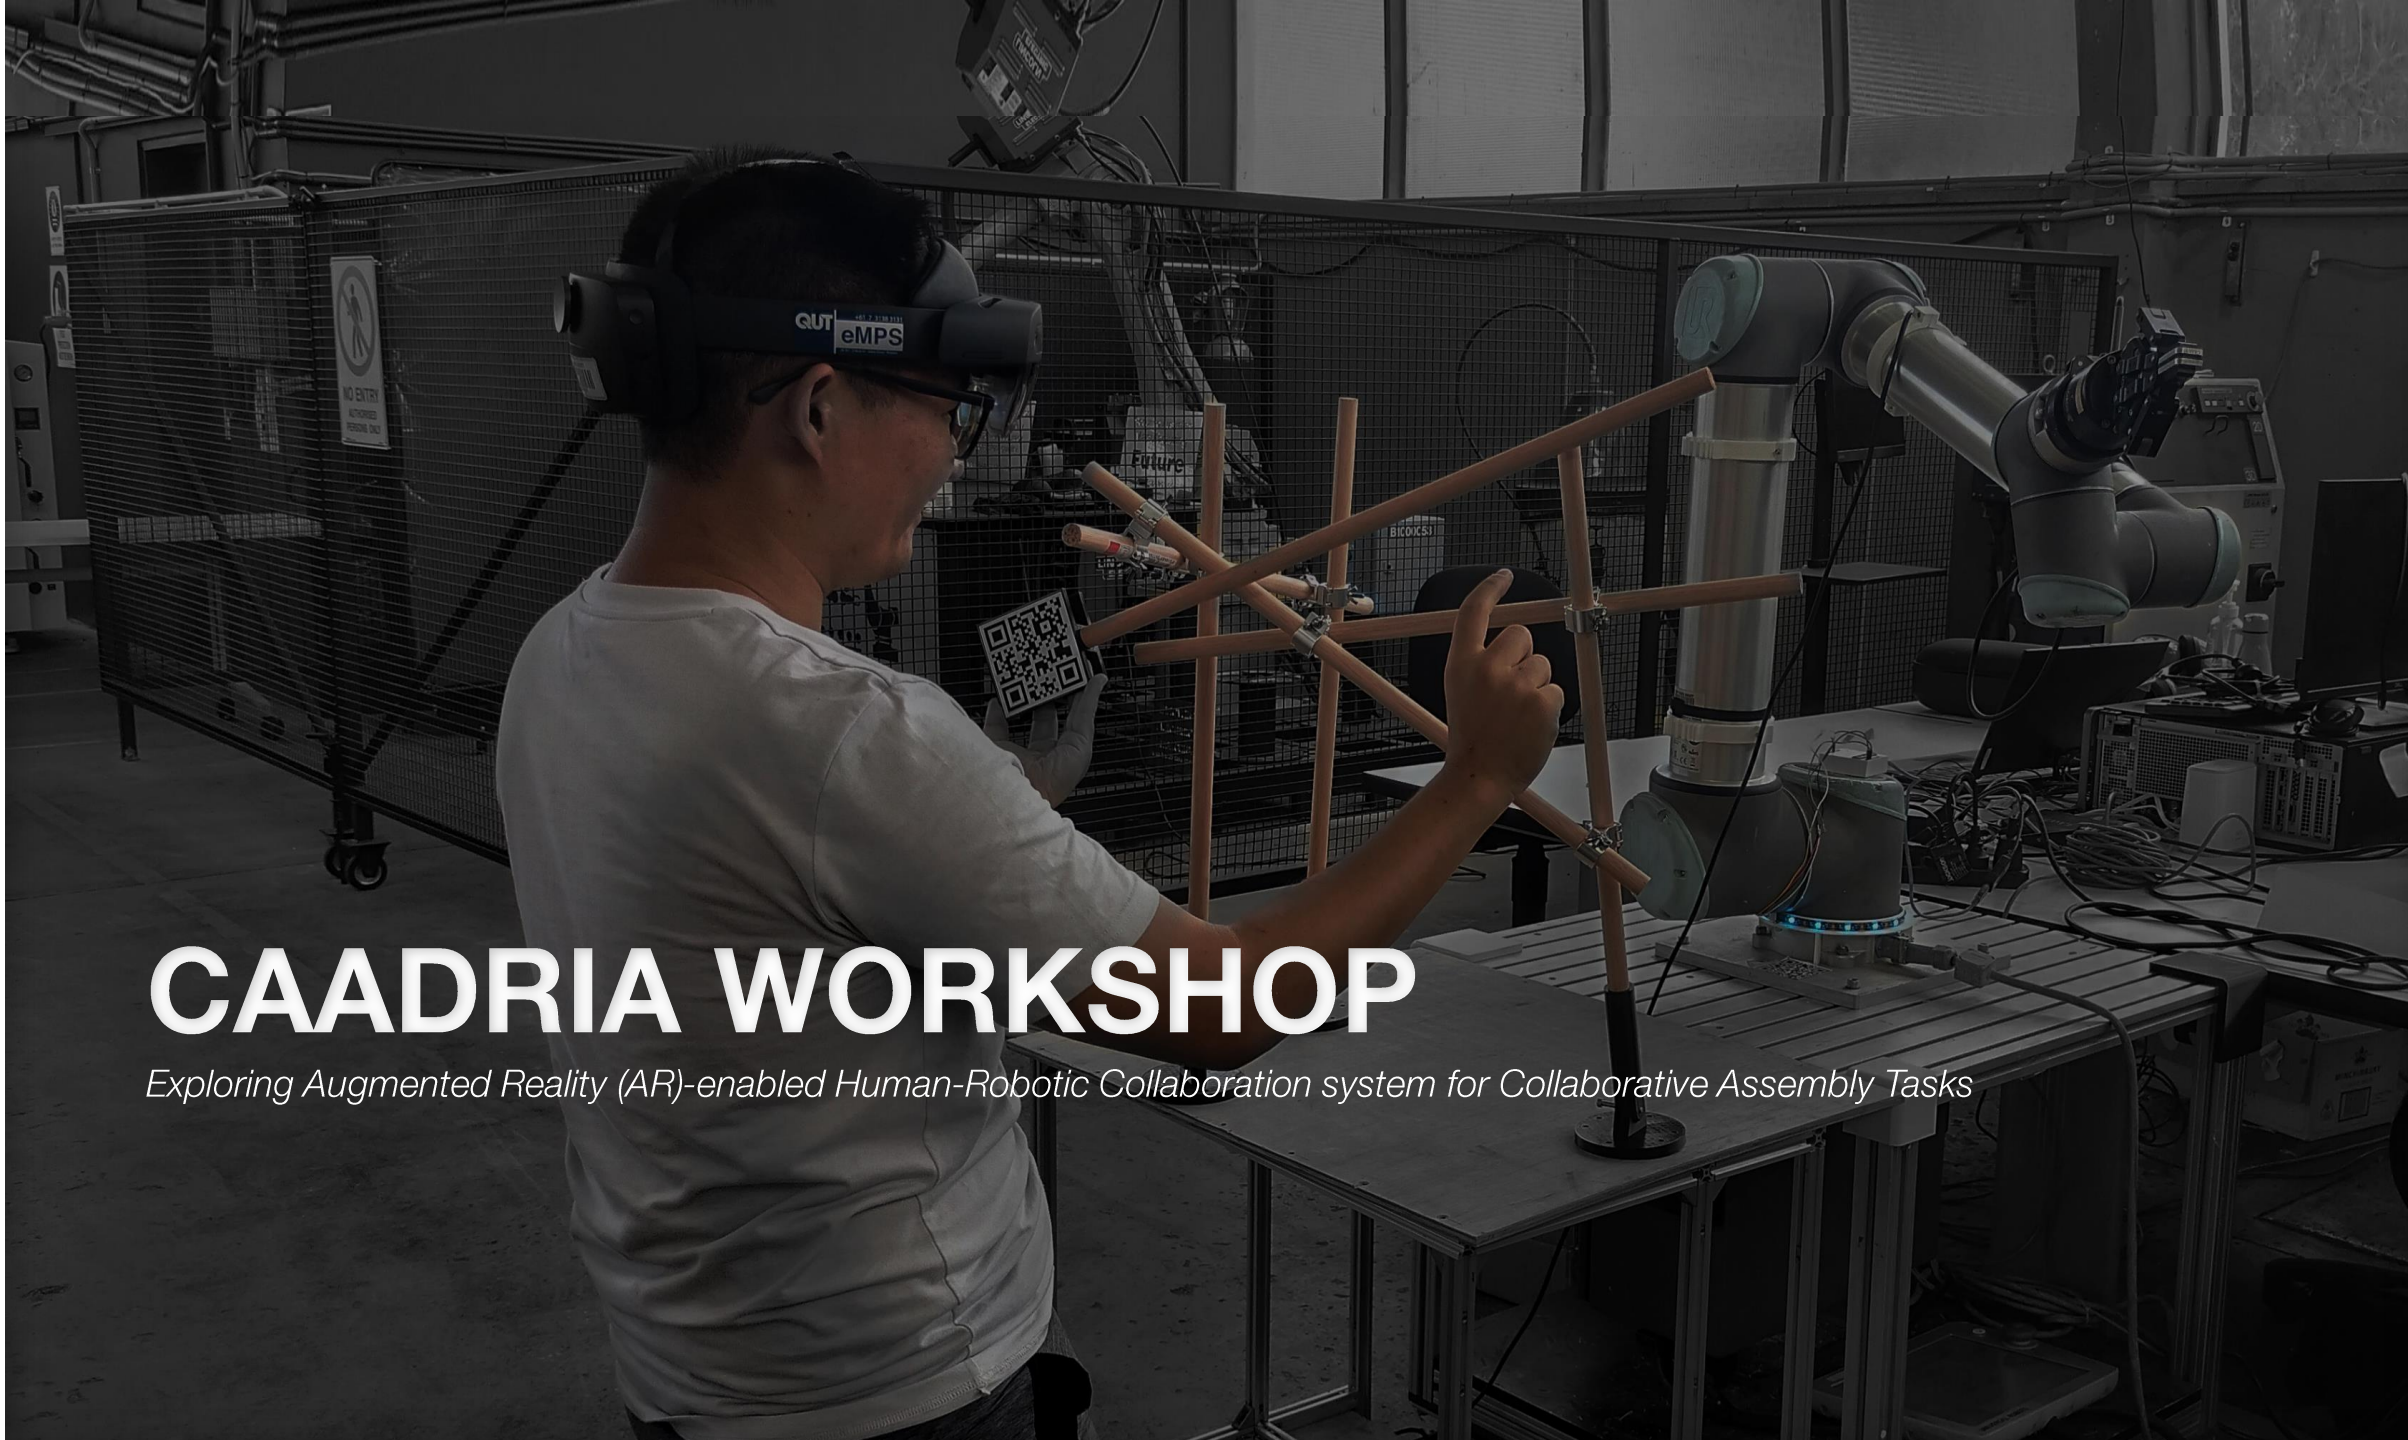 QUT
eMPS
NO ENTRY
AUTHORISED
PERSONS ONLY
Future
CAADRIA WORKSHOP
Exploring Augmented Reality (AR)-enabled Human-Robotic Collaboration system for Collaborative Assembly Tasks